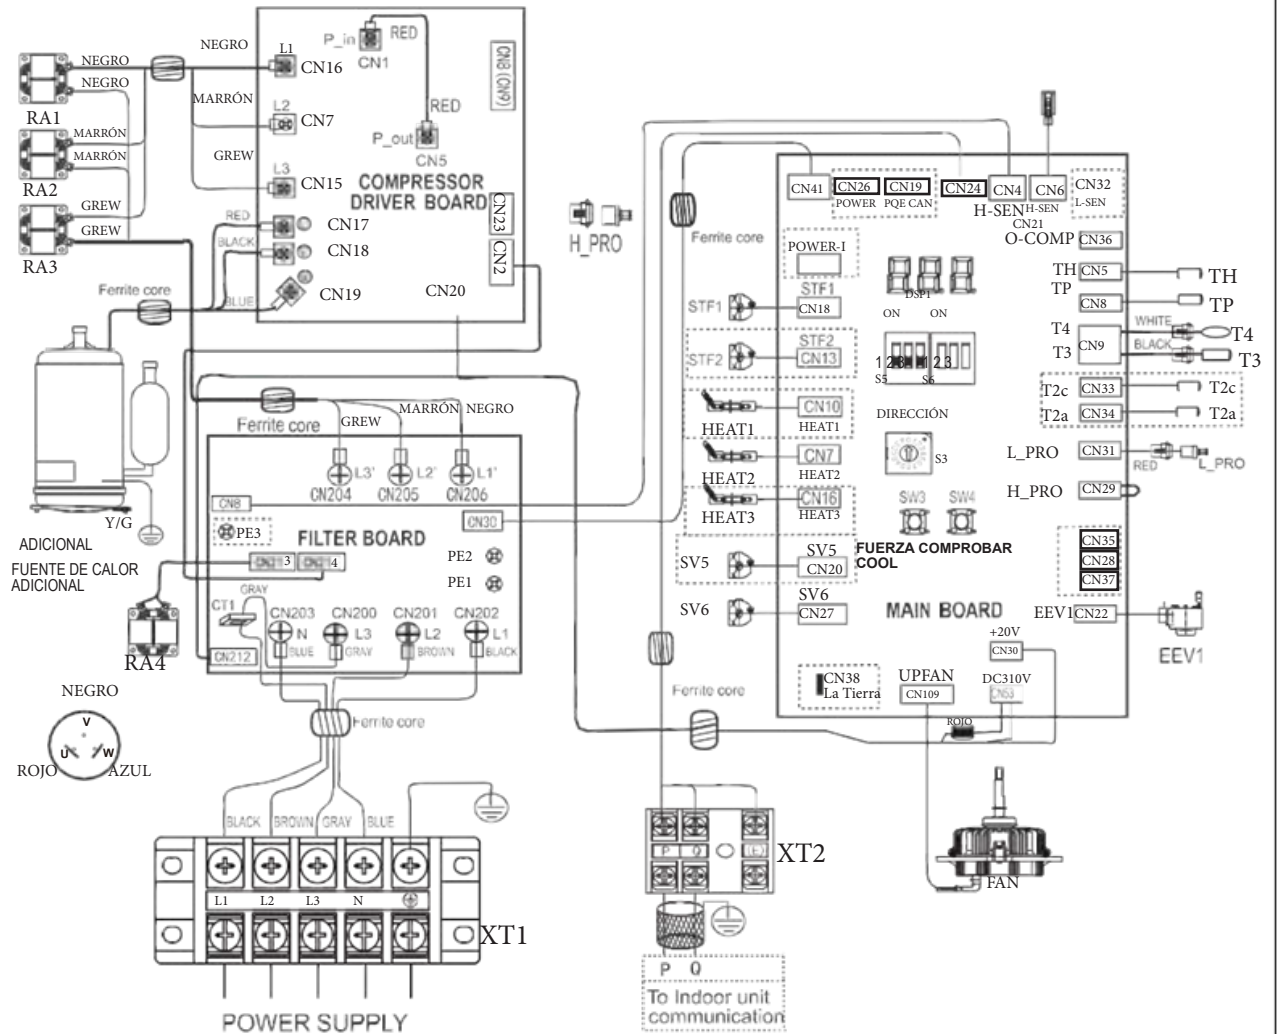 NEGRO
NEGRO
NEGRO
RA1
MARRÓN
MARRÓN
RA2
GREW
GREW
RA3
MARRÓN
GREW
L1
CN16
L2
CN7
L3
CN15
P_in
CN1
RED
RED
P_out
CN5
CN8 (CN9)
COMPRESSOR
DRIVER BOARD
CN23
CN2
RED
CN17
BLACK
CN18
BLUE
CN19
CN20
Ferrite core
Y/G
ADICIONAL
FUENTE DE CALOR
ADICIONAL
RA4
NEGRO
V
U
W
ROJO
AZUL
Ferrite core
GREW
MARRÓN
NEGRO
L3'
L2'
L1'
CN204
CN205
CN206
CN8
CN30
PE3
FILTER BOARD
3
4
PE2
PE1
GRAY
CT1
CN203
CN200
CN201
CN202
N
L3
L2
L1
BLUE
GRAY
BROWN
BLACK
CN212
Ferrite core
BLACK
BROWN
GRAY
BLUE
L1
L2
L3
N
XT1
POWER SUPPLY
H_PRO
Ferrite core
CN41
CN26
POWER
CN19
PQE CAN
CN24
CN4
H-SEN
CN6
H-SEN
CN21
CN32
L-SEN
O-COMP
CN36
POWER-I
DSP1
ON
ON
1 2 3
1 2 3
S5
S6
DIRECCIÓN
S3
SW3
SW4
FUERZA COMPROBAR
COOL
MAIN BOARD
STF1
STF1
CN18
STF2
STF2
CN13
HEAT1
CN10
HEAT1
HEAT2
CN7
HEAT2
HEAT3
CN16
HEAT3
SV5
SV5
CN20
SV6
SV6
CN27
TH
CN5
TH
TP
CN8
TP
T4
T3
CN9
WHITE
BLACK
T4
T3
T2c
CN33
T2c
T2a
CN34
T2a
L_PRO
CN31
RED
L_PRO
H_PRO
CN29
CN35
CN28
CN37
EEV1
CN22
EEV1
+20V
CN30
DC310V
CN53
CN38
La Tierra
UPFAN
CN109
ROJO
FAN
Ferrite core
P
Q
(E)
XT2
P
Q
To Indoor unit
communication